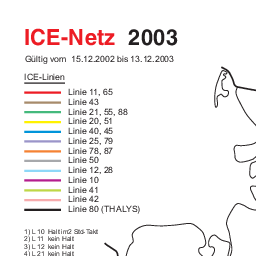 ICE-Netz 2003
Gültig vom 15.12.2002 bis 13.12.2003
ICE-Linien
Linie 11, 65
Linie 43
Linie 21, 55, 88
Linie 20, 51
Linie 40, 45
Linie 25, 79
Linie 78, 87
Linie 50
Linie 12, 28
Linie 10
Linie 41
Linie 42
Linie 80 (THALYS)
1) L 10 Halt im 2 Std-Takt
2) L 11 kein Halt
3) L 12 kein Halt
4) L 21 kein Halt